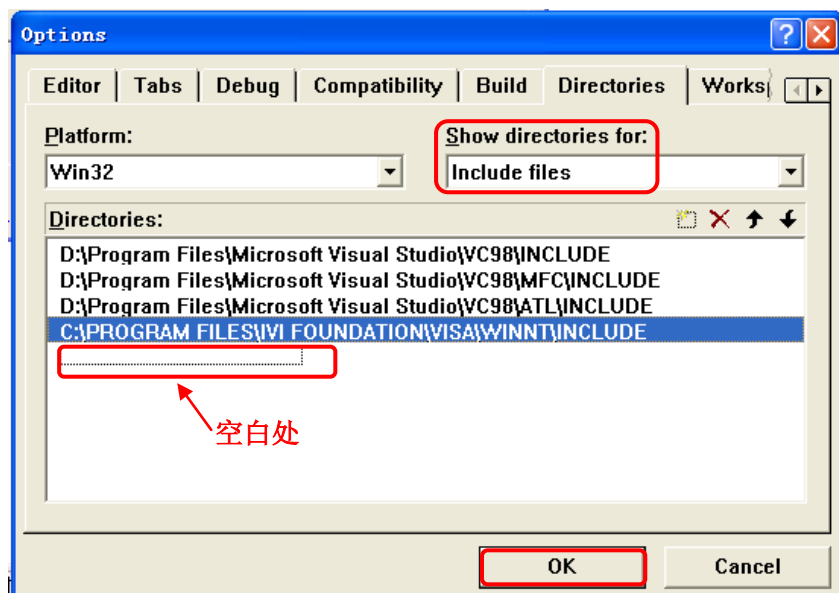 Options
Editor Tabs Debug Compatibility Build Directories Works
Platform: Show directories for:
Win32 Include files
Directories:
D:\Program Files\Microsoft Visual Studio\VC98\INCLUDE
D:\Program Files\Microsoft Visual Studio\VC98\MFC\INCLUDE
D:\Program Files\Microsoft Visual Studio\VC98\ATL\INCLUDE
C:\PROGRAM FILES\IVI FOUNDATION\VISA\WINNT\INCLUDE
空白处
OK Cancel